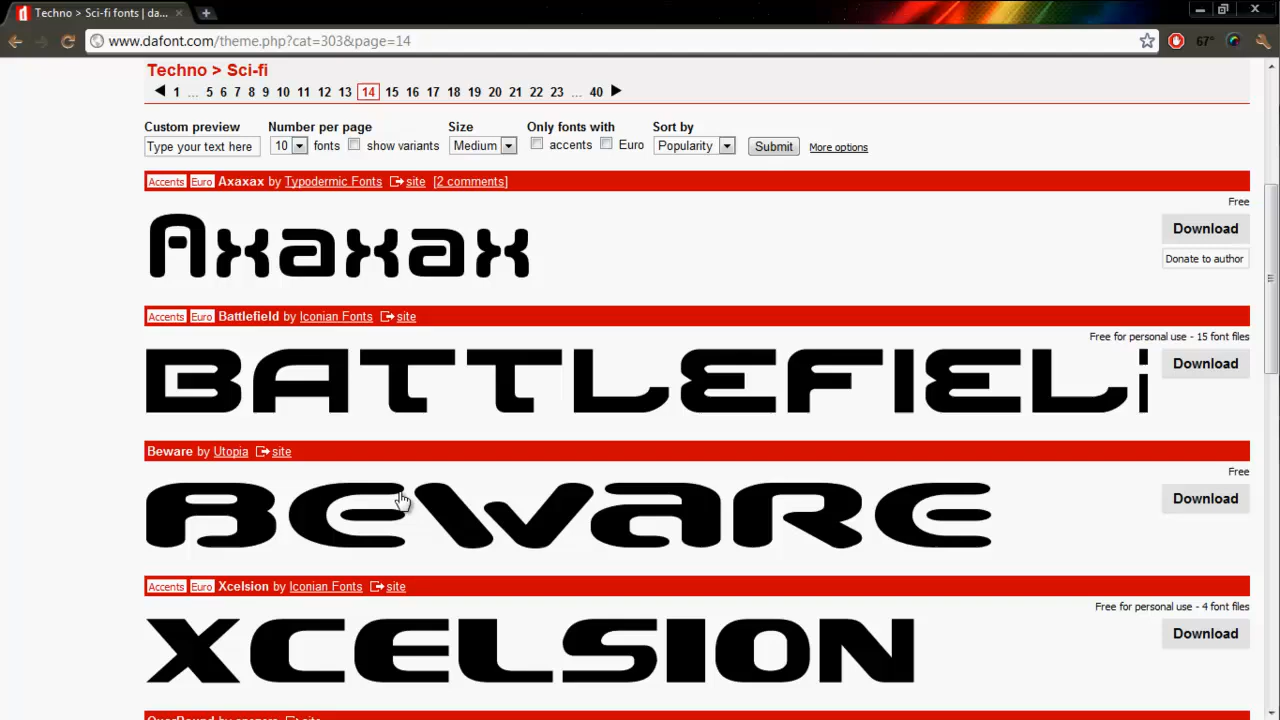 Techno > Sci-fi fonts | da...
www.dafont.com/theme.php?cat=303&page=14
67°
Techno > Sci-fi
1 ... 5 6 7 8 9 10 11 12 13 14 15 16 17 18 19 20 21 22 23 ... 40
Custom preview Number per page Size Only fonts with Sort by
Type your text here 10 fonts show variants Medium accents Euro Popularity Submit More options
Accents Euro Axaxax by Typodermic Fonts site [2 comments]
Free
Axaxax
Download
Donate to author
Accents Euro Battlefield by Iconian Fonts site
Free for personal use - 15 font files
BATTLEFIEL
Download
Beware by Utopia site
Free
BEWARE
Download
Accents Euro Xcelsion by Iconian Fonts site
Free for personal use - 4 font files
XCELSION
Download